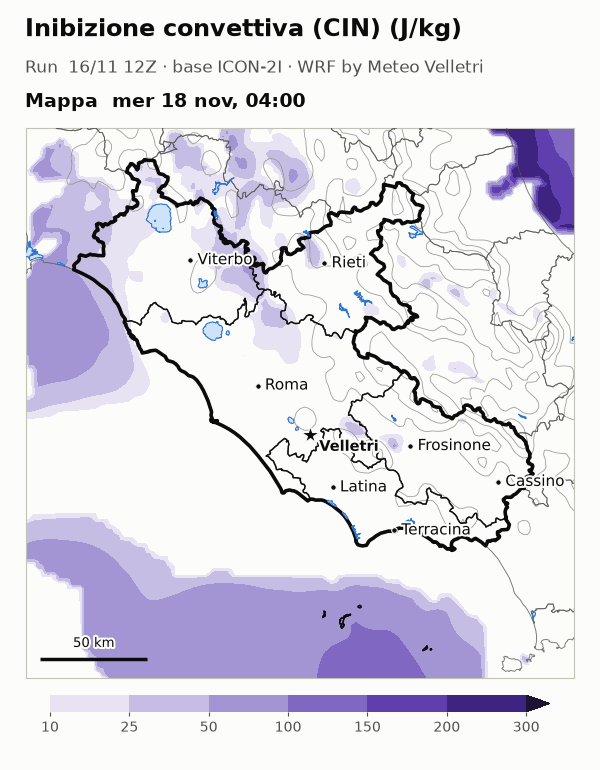 Inibizione convettiva (CIN) (J/kg)
Run  16/11 12Z · base ICON-2I · WRF by Meteo Velletri
Mappa  mer 18 nov, 04:00
Viterbo
Rieti
Roma
Velletri
Frosinone
Cassino
Latina
Terracina
50 km
10 25 50 100 150 200 300